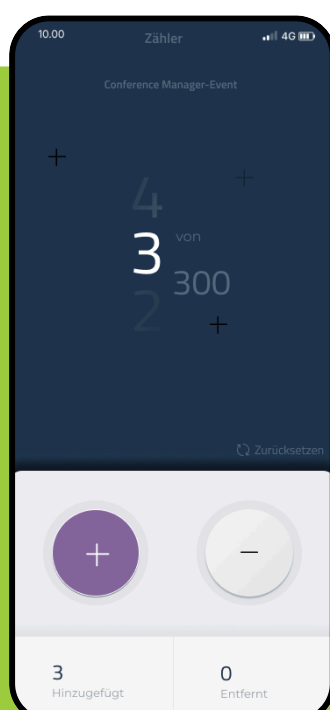 10.00
Zähler
4G
Conference Manager-Event
4
3 von
300
2
Zurücksetzen
3
Hinzugefügt
0
Entfernt